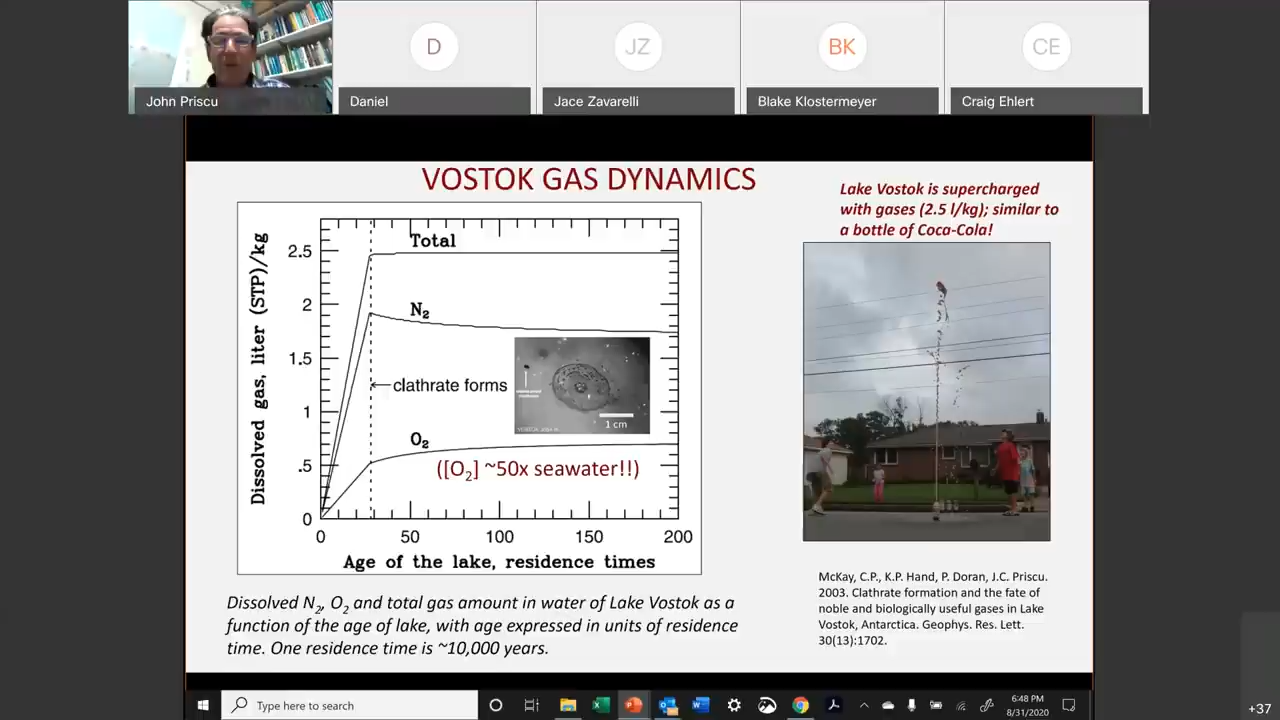 D
JZ
BK
CE
John Priscu
Daniel
Jace Zavarelli
Blake Klostermeyer
Craig Ehlert
VOSTOK GAS DYNAMICS
Dissolved gas, liter (STP)/kg
2.5
2
1.5
1
.5
0
Total
N2
clathrate forms
O2
([O2] ~50x seawater!!)
1 cm
0
50
100
150
200
Age of the lake, residence times
Dissolved N2, O2 and total gas amount in water of Lake Vostok as a
function of the age of lake, with age expressed in units of residence
time. One residence time is ~10,000 years.
Lake Vostok is supercharged
with gases (2.5 l/kg); similar to
a bottle of Coca-Cola!
McKay, C.P., K.P. Hand, P. Doran, J.C. Priscu.
2003. Clathrate formation and the fate of
noble and biologically useful gases in Lake
Vostok, Antarctica. Geophys. Res. Lett.
30(13):1702.
Type here to search
6:48 PM
8/31/2020
+37